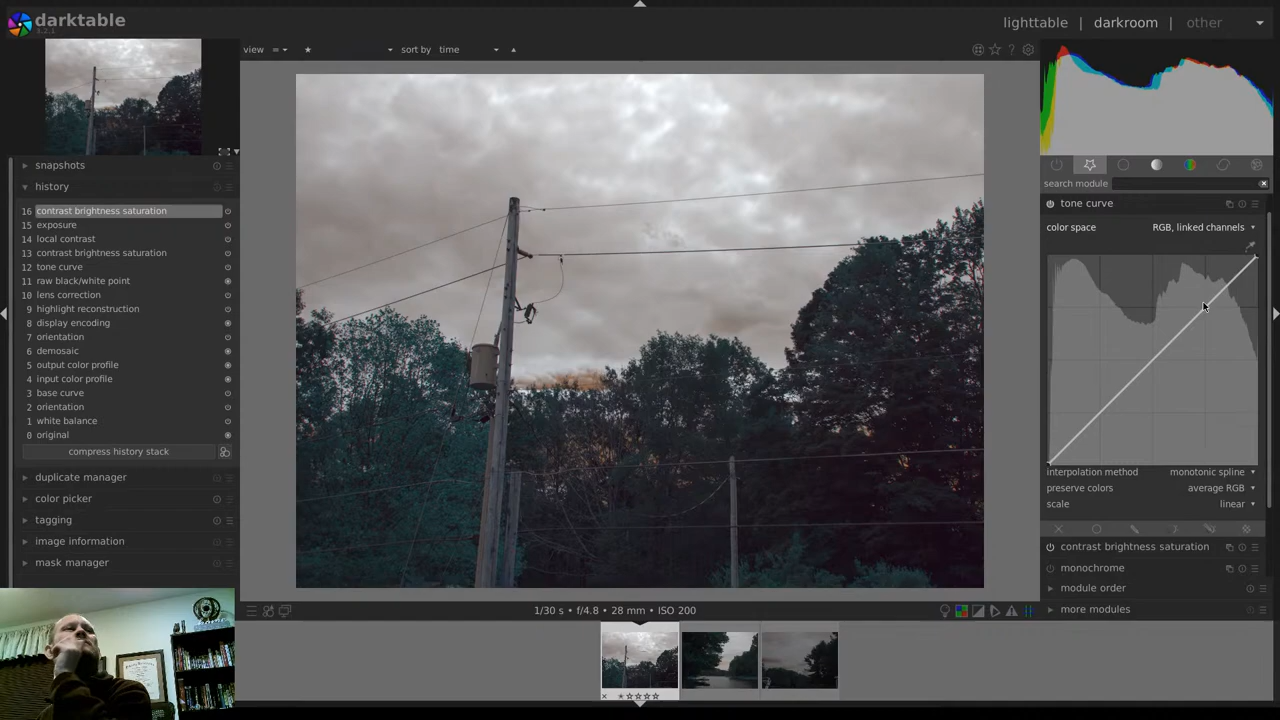 darktable
3.2.1
lighttable | darkroom | other
view
sort by time
snapshots
history
16 contrast brightness saturation
15 exposure
14 local contrast
13 contrast brightness saturation
12 tone curve
11 raw black/white point
10 lens correction
9 highlight reconstruction
8 display encoding
7 orientation
6 demosaic
5 output color profile
4 input color profile
3 base curve
2 orientation
1 white balance
0 original
compress history stack
duplicate manager
color picker
tagging
image information
mask manager
1/30 s • f/4.8 • 28 mm • ISO 200
search module
tone curve
color space RGB, linked channels
interpolation method monotonic spline
preserve colors average RGB
scale linear
contrast brightness saturation
monochrome
module order
more modules